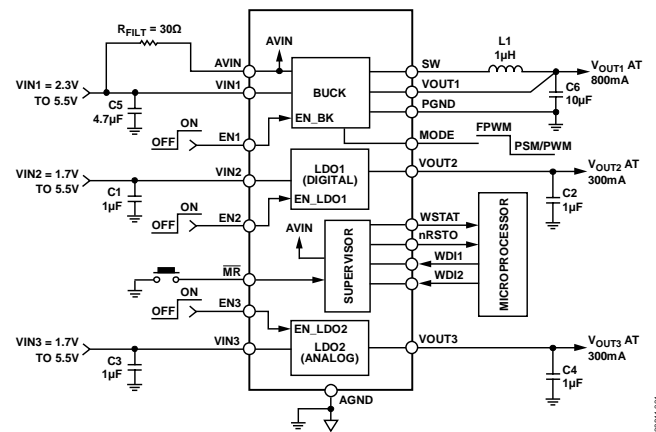 RFILT = 30Ω
AVIN
AVIN
VIN1 = 2.3V
TO 5.5V
VIN1
C5
4.7µF
OFF
ON
EN1
EN_BK
BUCK
SW
L1
1µH
VOUT1
PGND
VOUT1 AT
800mA
C6
10µF
MODE
FPWM
PSM/PWM
VIN2 = 1.7V
TO 5.5V
VIN2
C1
1µF
OFF
ON
EN2
LDO1
(DIGITAL)
EN_LDO1
VOUT2
VOUT2 AT
300mA
C2
1µF
AVIN
SUPERVISOR
WSTAT
nRSTO
WDI1
WDI2
MICROPROCESSOR
MR
OFF
ON
EN3
EN_LDO2
LDO2
(ANALOG)
VIN3 = 1.7V
TO 5.5V
VIN3
C3
1µF
VOUT3
VOUT3 AT
300mA
C4
1µF
AGND